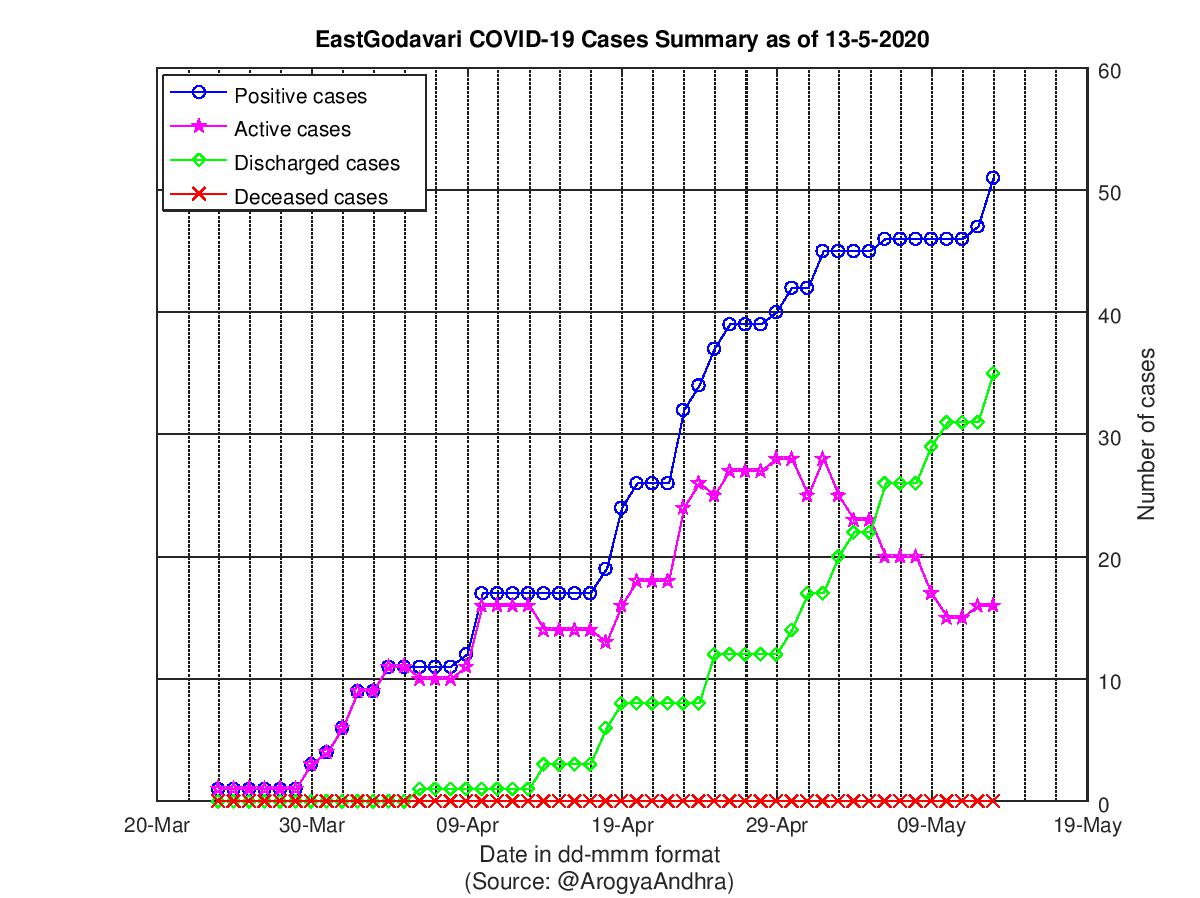 EastGodavari COVID-19 Cases Summary as of 13-5-2020
Positive cases
Active cases
Discharged cases
Deceased cases
60
50
40
30
20
10
0
Number of cases
20-Mar 30-Mar 09-Apr 19-Apr 29-Apr 09-May 19-May
Date in dd-mmm format
(Source: @ArogyaAndhra)